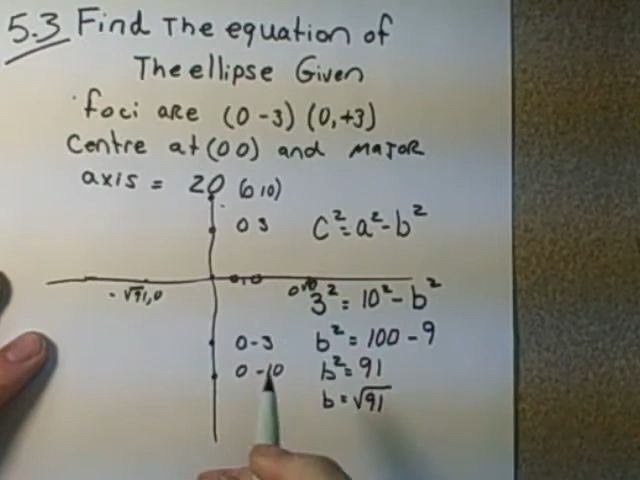 5.3 Find The equation of
The ellipse Given
foci are (0 -3) (0,+3)
Centre at (0 0) and MAJOR
axis = 20 (0 10)
0 3 C² = a² - b²
-√91,0 0,0 3² = 10² - b²
0 -3 b² = 100 - 9
0 -10 b² = 91
b = √91